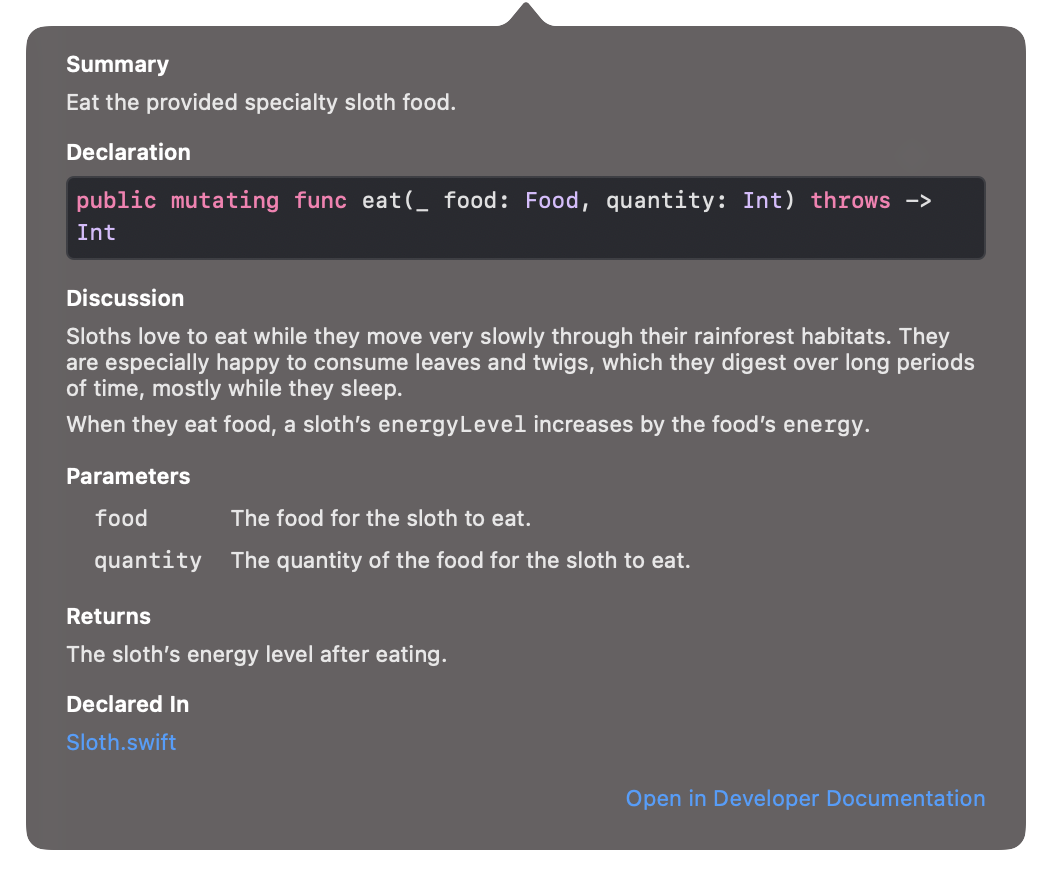 Summary
Eat the provided specialty sloth food.
Declaration
public mutating func eat(_ food: Food, quantity: Int) throws ->
Int
Discussion
Sloths love to eat while they move very slowly through their rainforest habitats. They
are especially happy to consume leaves and twigs, which they digest over long periods
of time, mostly while they sleep.
When they eat food, a sloth’s energyLevel increases by the food’s energy.
Parameters
food The food for the sloth to eat.
quantity The quantity of the food for the sloth to eat.
Returns
The sloth’s energy level after eating.
Declared In
Sloth.swift
Open in Developer Documentation